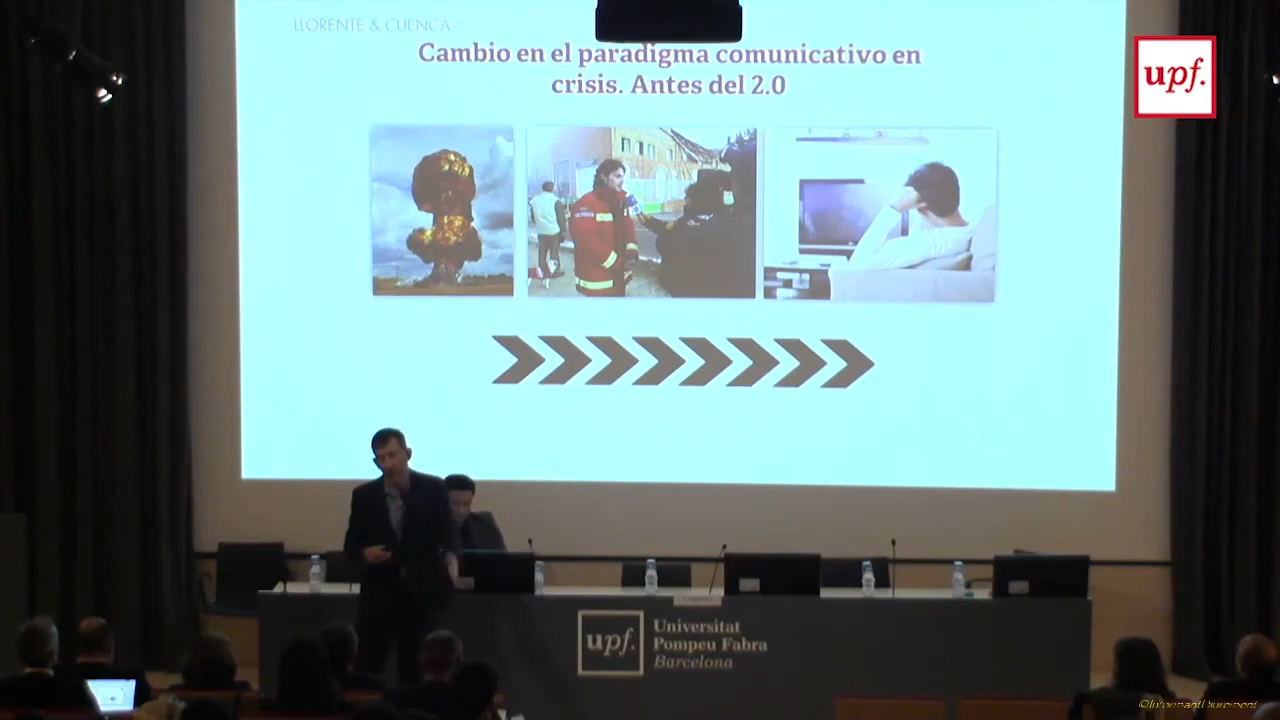 LLORENTE & CUENCA
Cambio en el paradigma comunicativo en
crisis. Antes del 2.0
upf.
upf.
Universitat
Pompeu Fabra
Barcelona